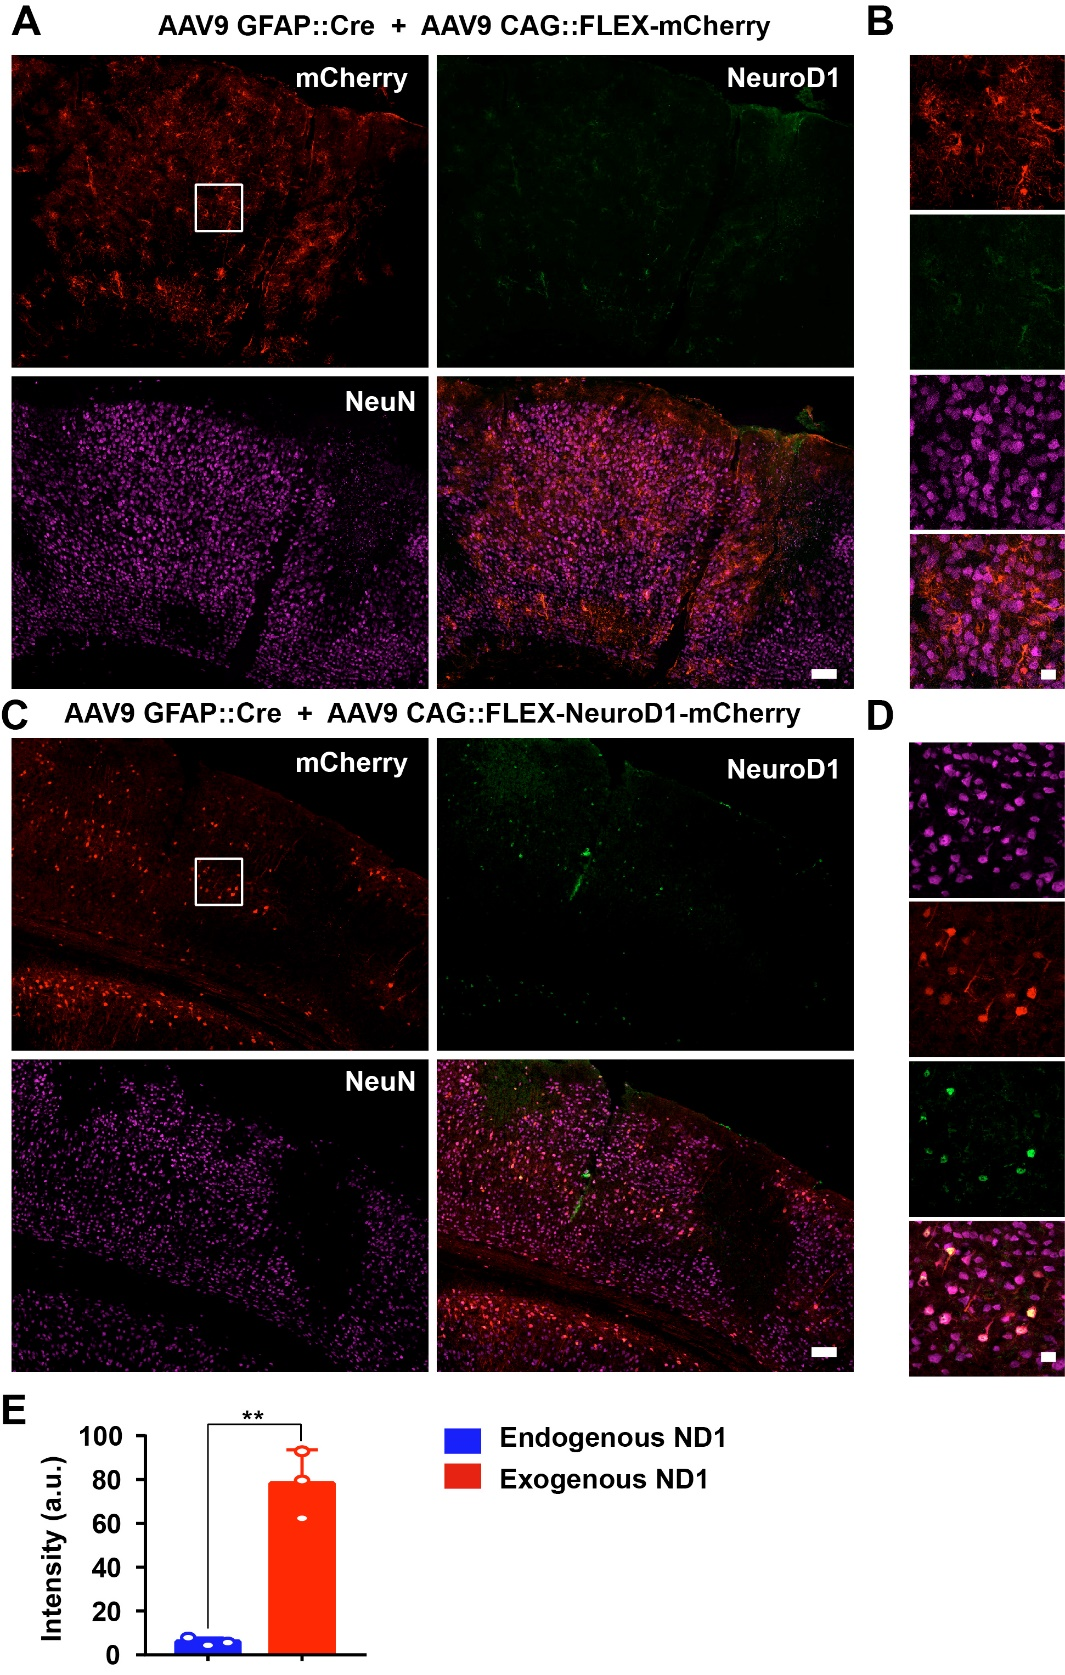 A
AAV9 GFAP::Cre + AAV9 CAG::FLEX-mCherry
B
mCherry
NeuroD1
NeuN
C
AAV9 GFAP::Cre + AAV9 CAG::FLEX-NeuroD1-mCherry
D
mCherry
NeuroD1
NeuN
E
**
100
80
60
40
20
0
Intensity (a.u.)
Endogenous ND1
Exogenous ND1